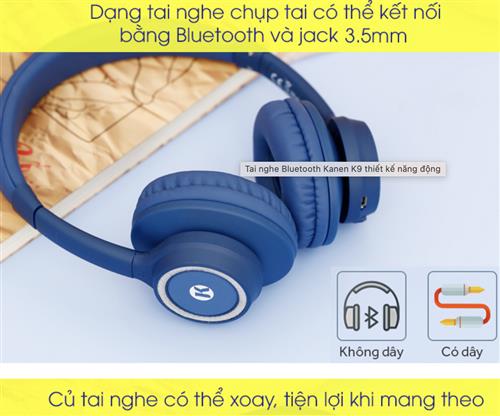 Dạng tai nghe chụp tai có thể kết nối
bằng Bluetooth và jack 3.5mm
Tai nghe Bluetooth Kanen K9 thiết kế năng động
K
Không dây
Có dây
Củ tai nghe có thể xoay, tiện lợi khi mang theo